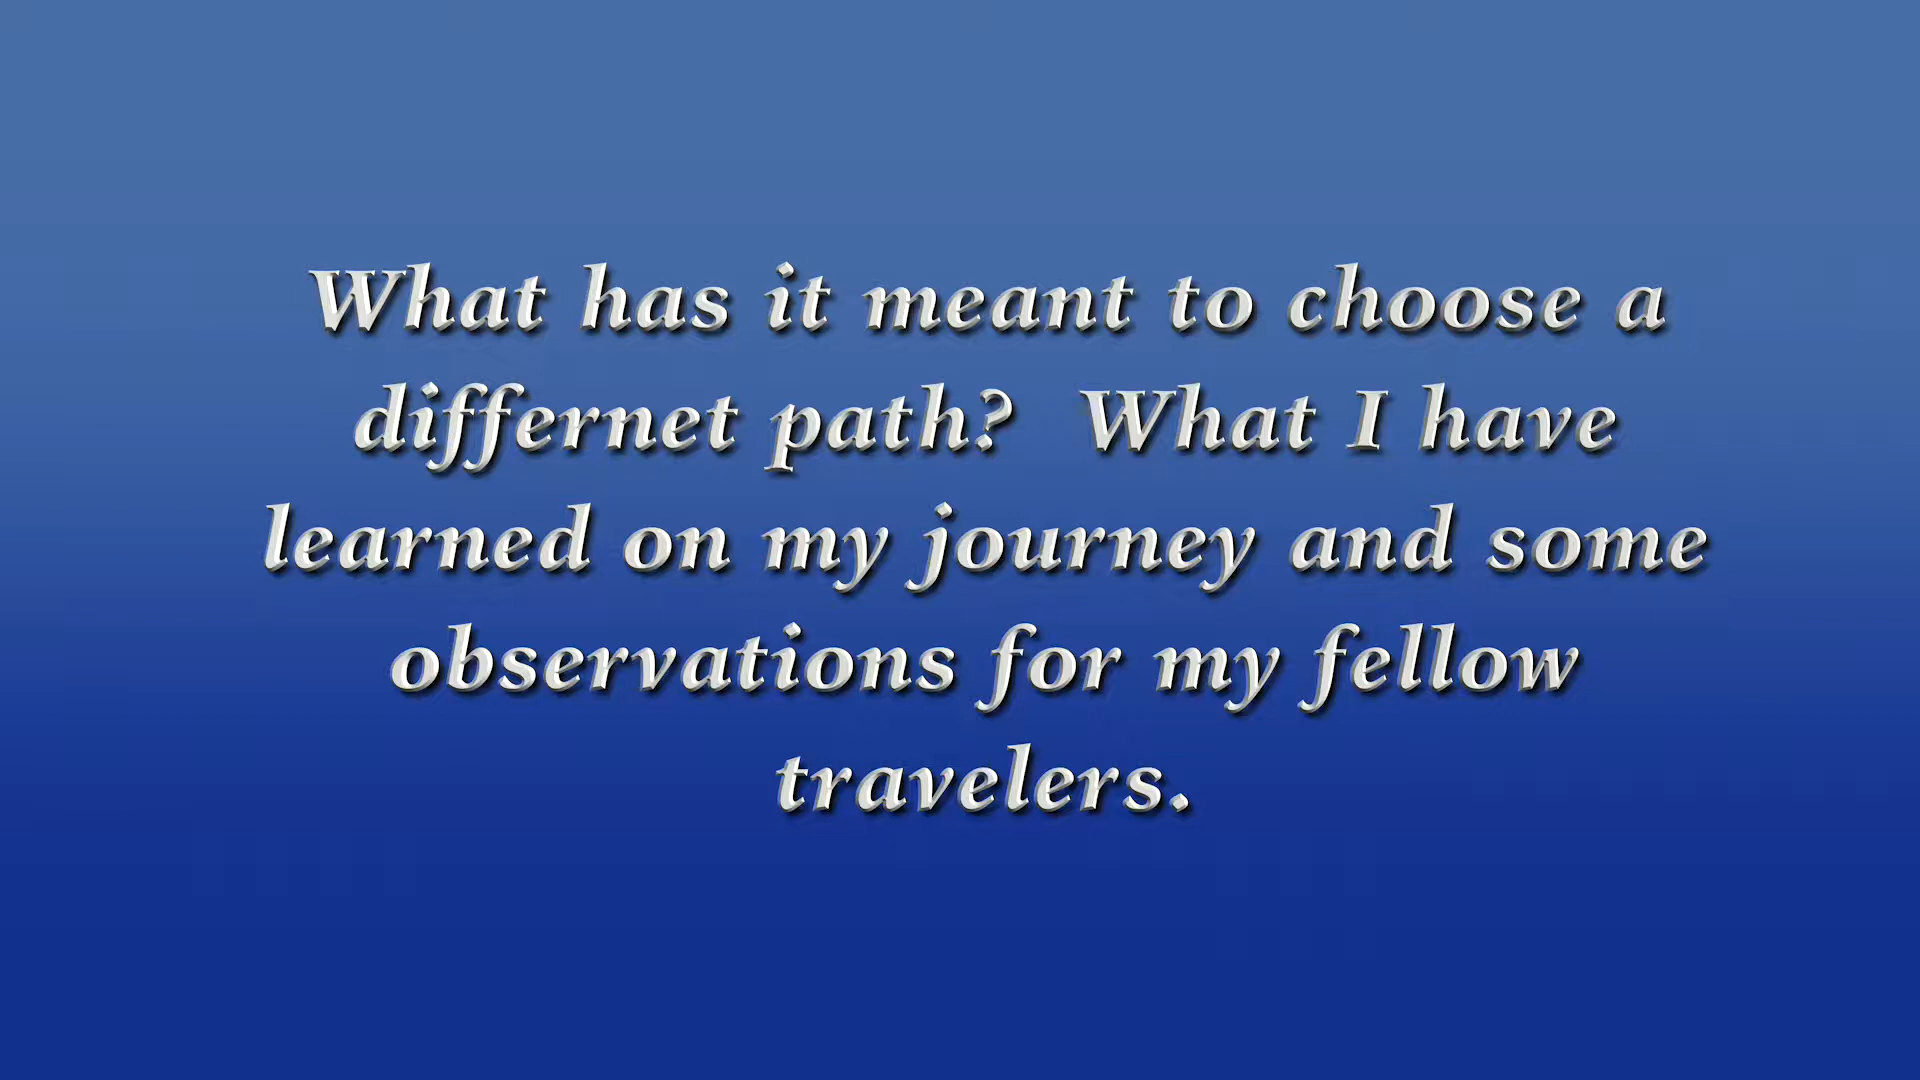 What has it meant to choose a
differnet path?  What I have
learned on my journey and some
observations for my fellow
travelers.